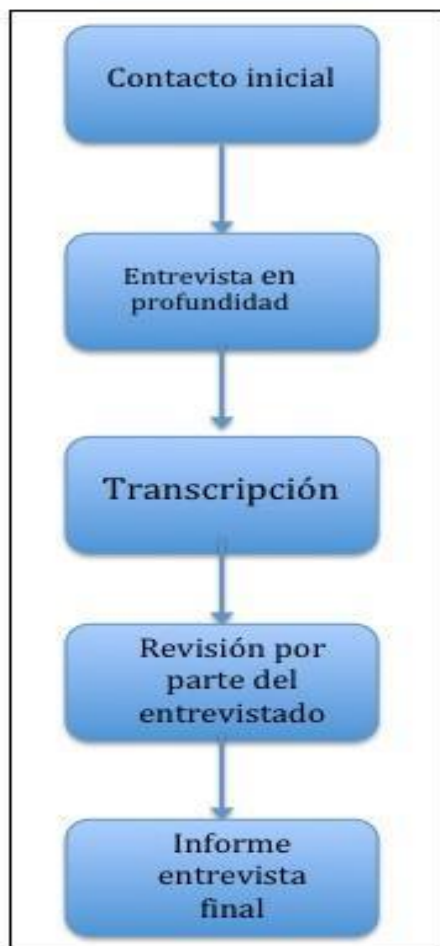 Contacto inicial
Entrevista en
profundidad
Transcripción
Revisión por
parte del
entrevistado
Informe
entrevista
final